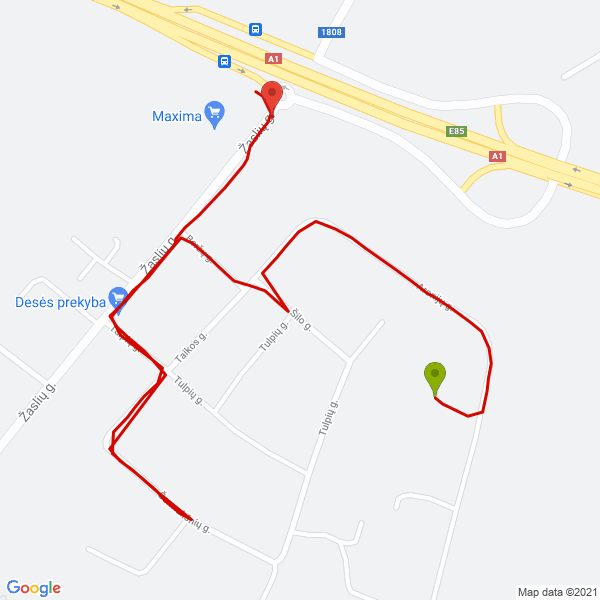 1808
A1
Maxima
Žaslių g.
E85
A1
Žaslių g.
Aronijų g.
Desės prekyba
Šilo g.
Tulpių g.
Taikos g.
Tulpių g.
Žaslių g.
Tulpių g.
Google
Map data ©2021